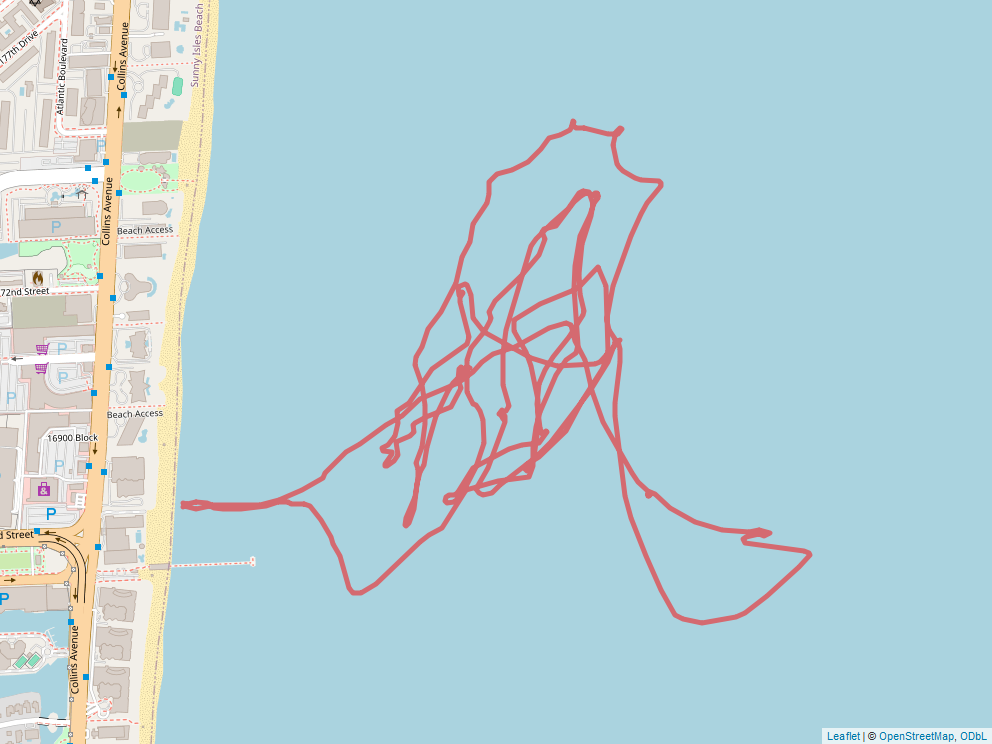 177th Drive
Atlantic Boulevard
Collins Avenue
Sunny Isles Beach
P
Collins Avenue
P
Beach Access
72nd Street
P
P
P
Beach Access
16900 Block
P
P
d Street
P
Collins Avenue
Leaflet | © OpenStreetMap, ODbL